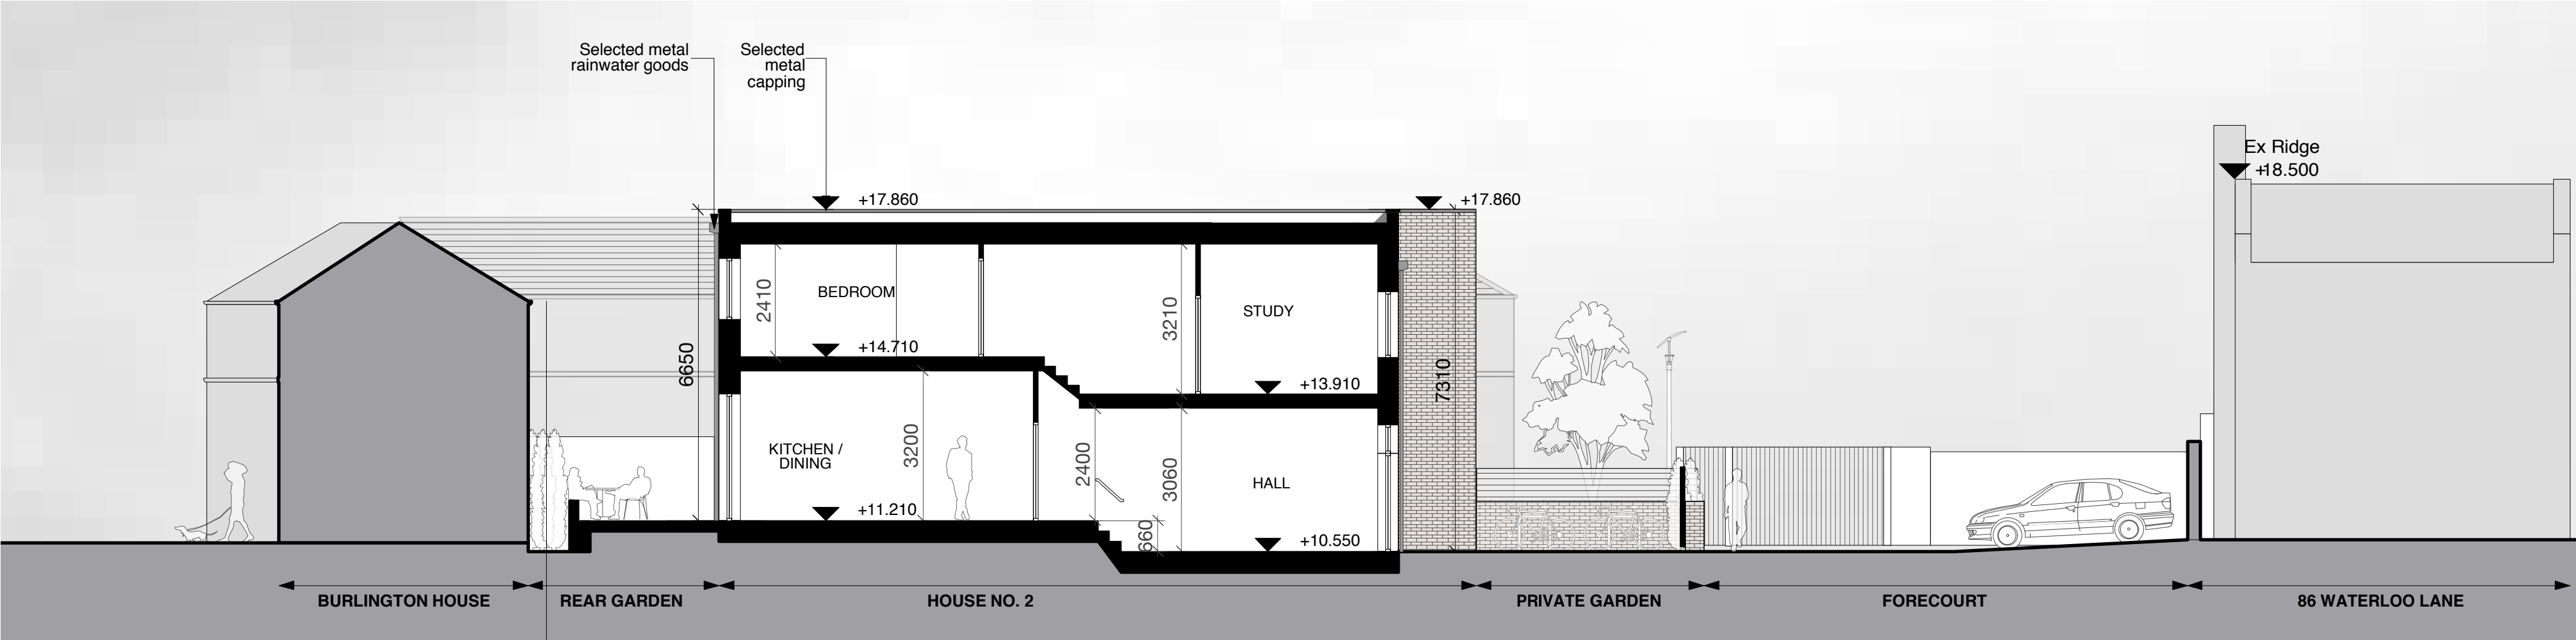 Selected metal
rainwater goods
Selected
metal
capping
Ex Ridge
+18.500
+17.860
+17.860
BEDROOM
2410
3210
STUDY
6650
+14.710
+13.910
7310
KITCHEN /
DINING
3200
2400
3060
HALL
+11.210
660
+10.550
BURLINGTON HOUSE
REAR GARDEN
HOUSE NO. 2
PRIVATE GARDEN
FORECOURT
86 WATERLOO LANE